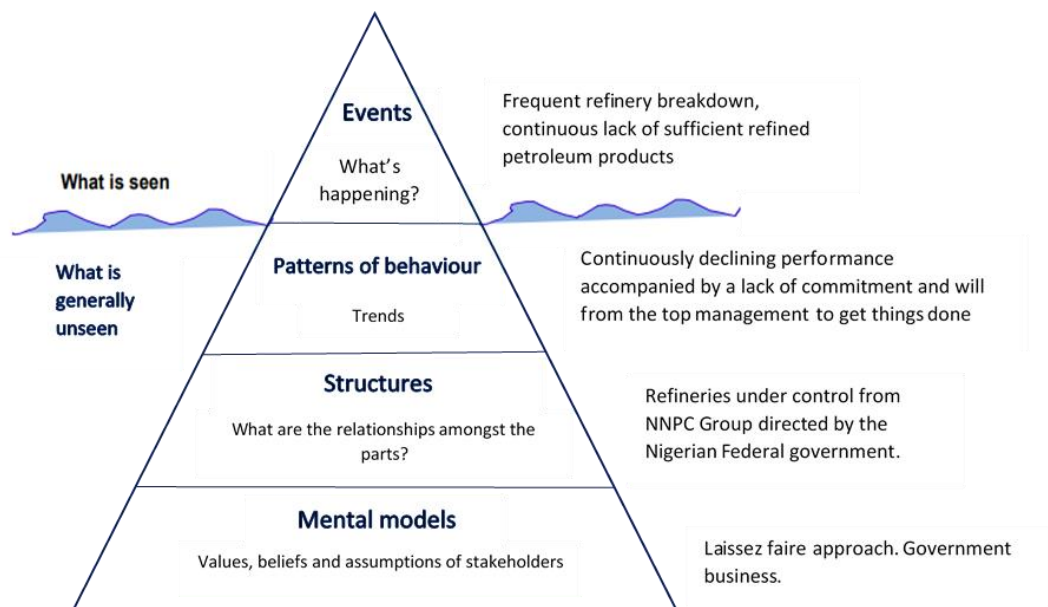 Events
What's
happening?
Frequent refinery breakdown,
continuous lack of sufficient refined
petroleum products
What is seen
What is
generally
unseen
Patterns of behaviour
Trends
Continuously declining performance
accompanied by a lack of commitment and will
from the top management to get things done
Structures
What are the relationships amongst the
parts?
Refineries under control from
NNPC Group directed by the
Nigerian Federal government.
Mental models
Values, beliefs and assumptions of stakeholders
Laissez faire approach. Government
business.